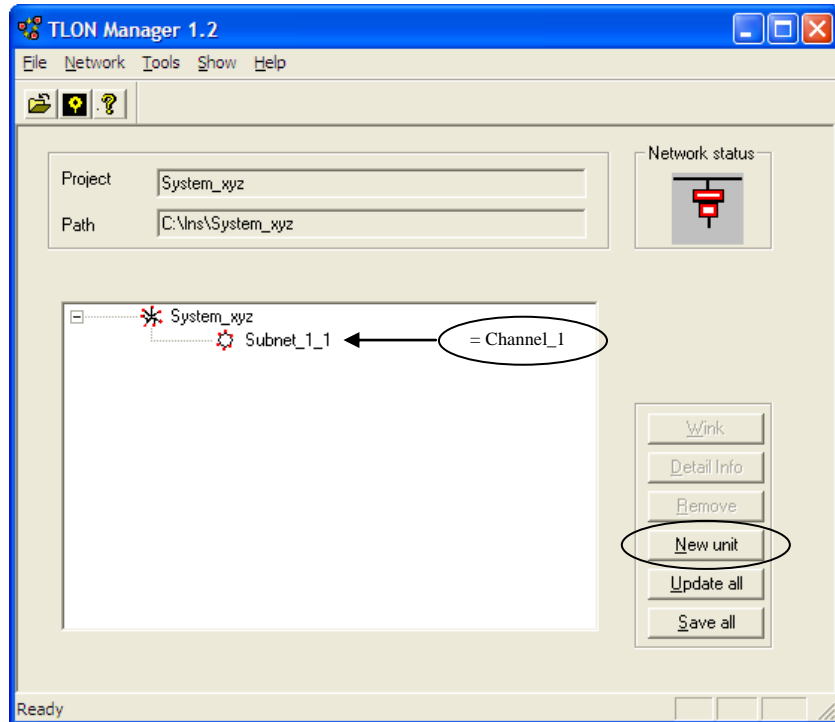 TLON Manager 1.2
File Network Tools Show Help
Network status
Project System_xyz
Path C:\Ins\System_xyz
System_xyz
Subnet_1_1 = Channel_1
Wink
Detail Info
Remove
New unit
Update all
Save all
Ready